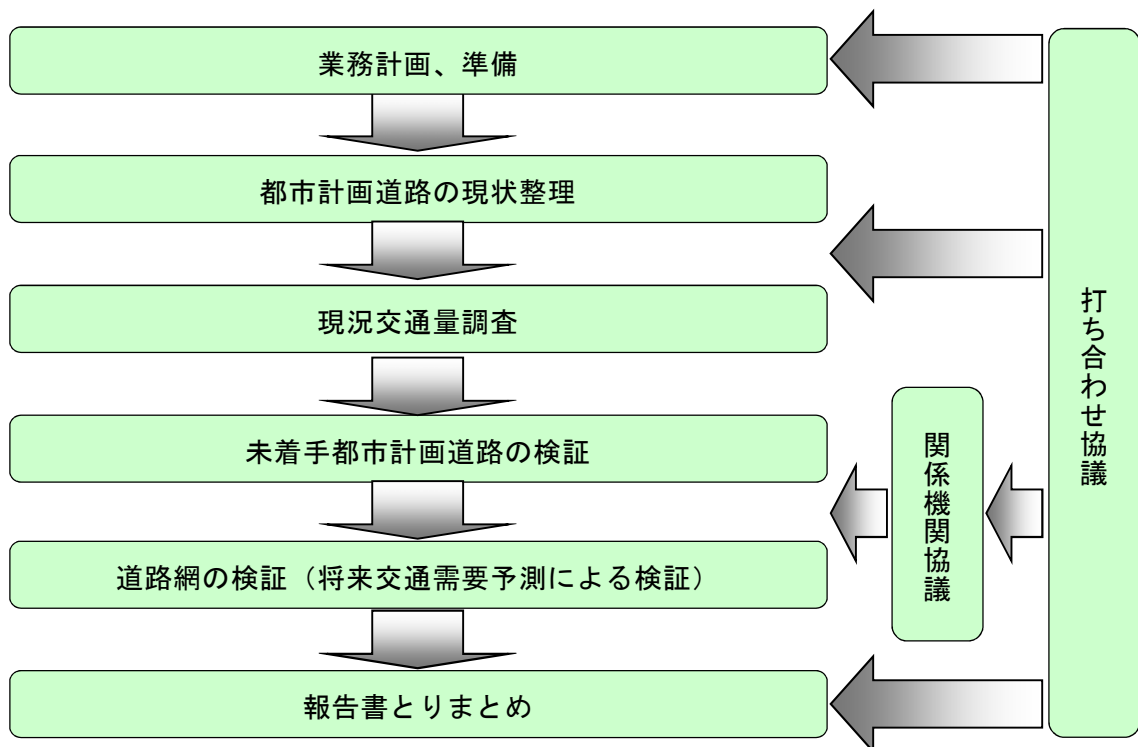 業務計画、準備
都市計画道路の現状整理
現況交通量調査
未着手都市計画道路の検証
道路網の検証（将来交通需要予測による検証）
報告書とりまとめ
関係機関協議
打ち合わせ協議